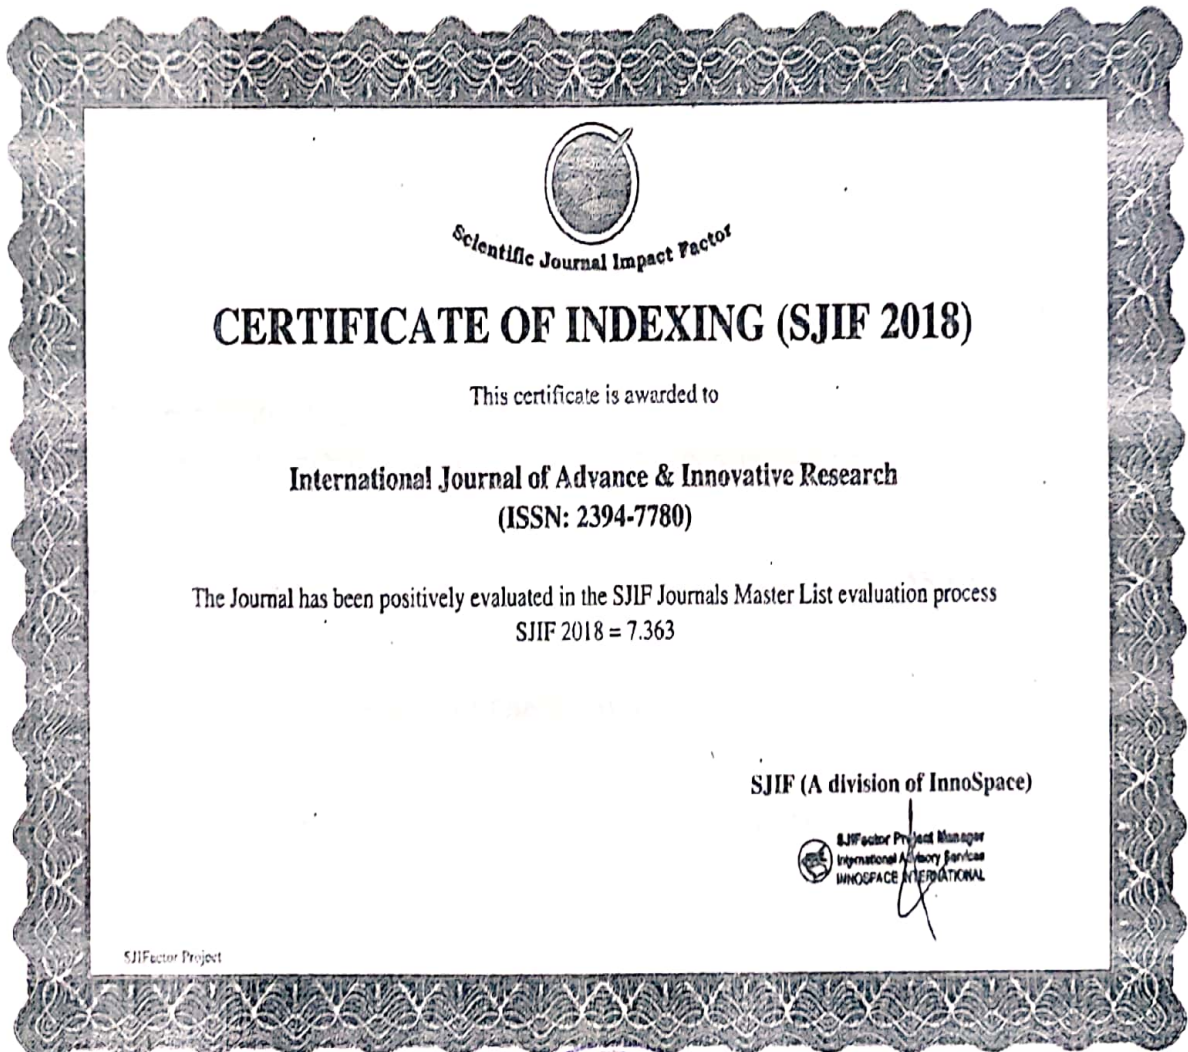 Scientific Journal Impact Factor
CERTIFICATE OF INDEXING (SJIF 2018)
This certificate is awarded to
International Journal of Advance & Innovative Research
(ISSN: 2394-7780)
The Journal has been positively evaluated in the SJIF Journals Master List evaluation process
SJIF 2018 = 7.363
SJIF (A division of InnoSpace)
SJIFactor Project Manager
International Advisory Services
INNOSPACE INTERNATIONAL
SJIFactor Project